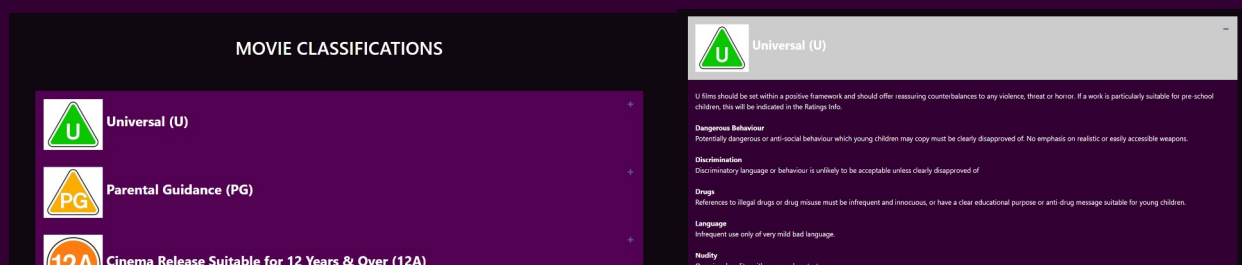 MOVIE CLASSIFICATIONS
U
Universal (U)
+
PG
Parental Guidance (PG)
+
12A
Cinema Release Suitable for 12 Years & Over (12A)
+
U
Universal (U)
−
U films should be set within a positive framework and should offer reassuring counterbalances to any violence, threat or horror. If a work is particularly suitable for pre-school
children, this will be indicated in the Ratings Info.
Dangerous Behaviour
Potentially dangerous or anti-social behaviour which young children may copy must be clearly disapproved of. No emphasis on realistic or easily accessible weapons.
Discrimination
Discriminatory language or behaviour is unlikely to be acceptable unless clearly disapproved of
Drugs
References to illegal drugs or drug misuse must be infrequent and innocuous, or have a clear educational purpose or anti-drug message suitable for young children.
Language
Infrequent use only of very mild bad language.
Nudity